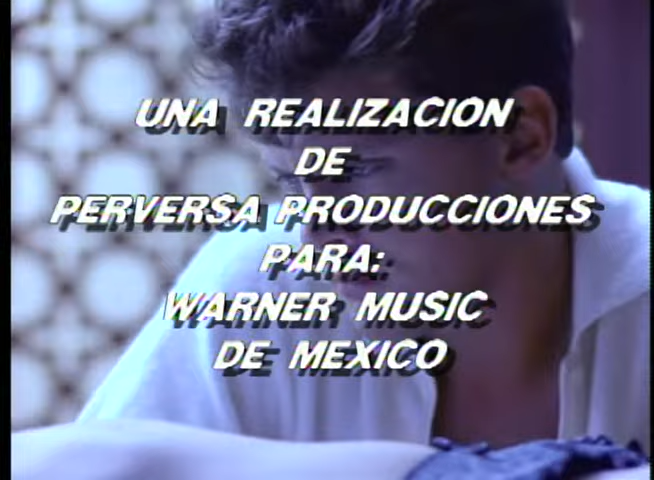 UNA REALIZACION
DE
PERVERSA PRODUCCIONES
PARA:
WARNER MUSIC
DE MEXICO